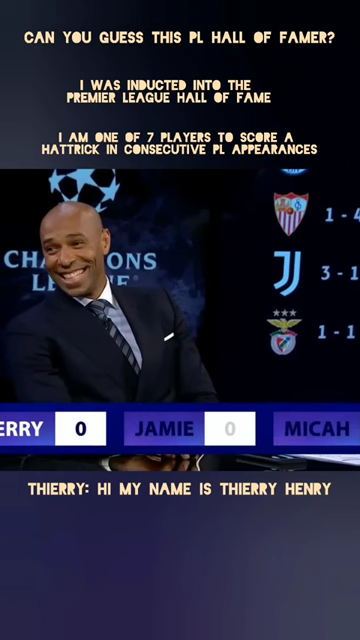 CAN YOU GUESS THIS PL HALL OF FAMER?
I WAS INDUCTED INTO THE
PREMIER LEAGUE HALL OF FAME
I AM ONE OF 7 PLAYERS TO SCORE A
HATTRICK IN CONSECUTIVE PL APPEARANCES
CHAMPIONS
LEAGUE
1 - 4
3 - 1
1 - 1
ERRY 0 JAMIE 0 MICAH
THIERRY: HI MY NAME IS THIERRY HENRY